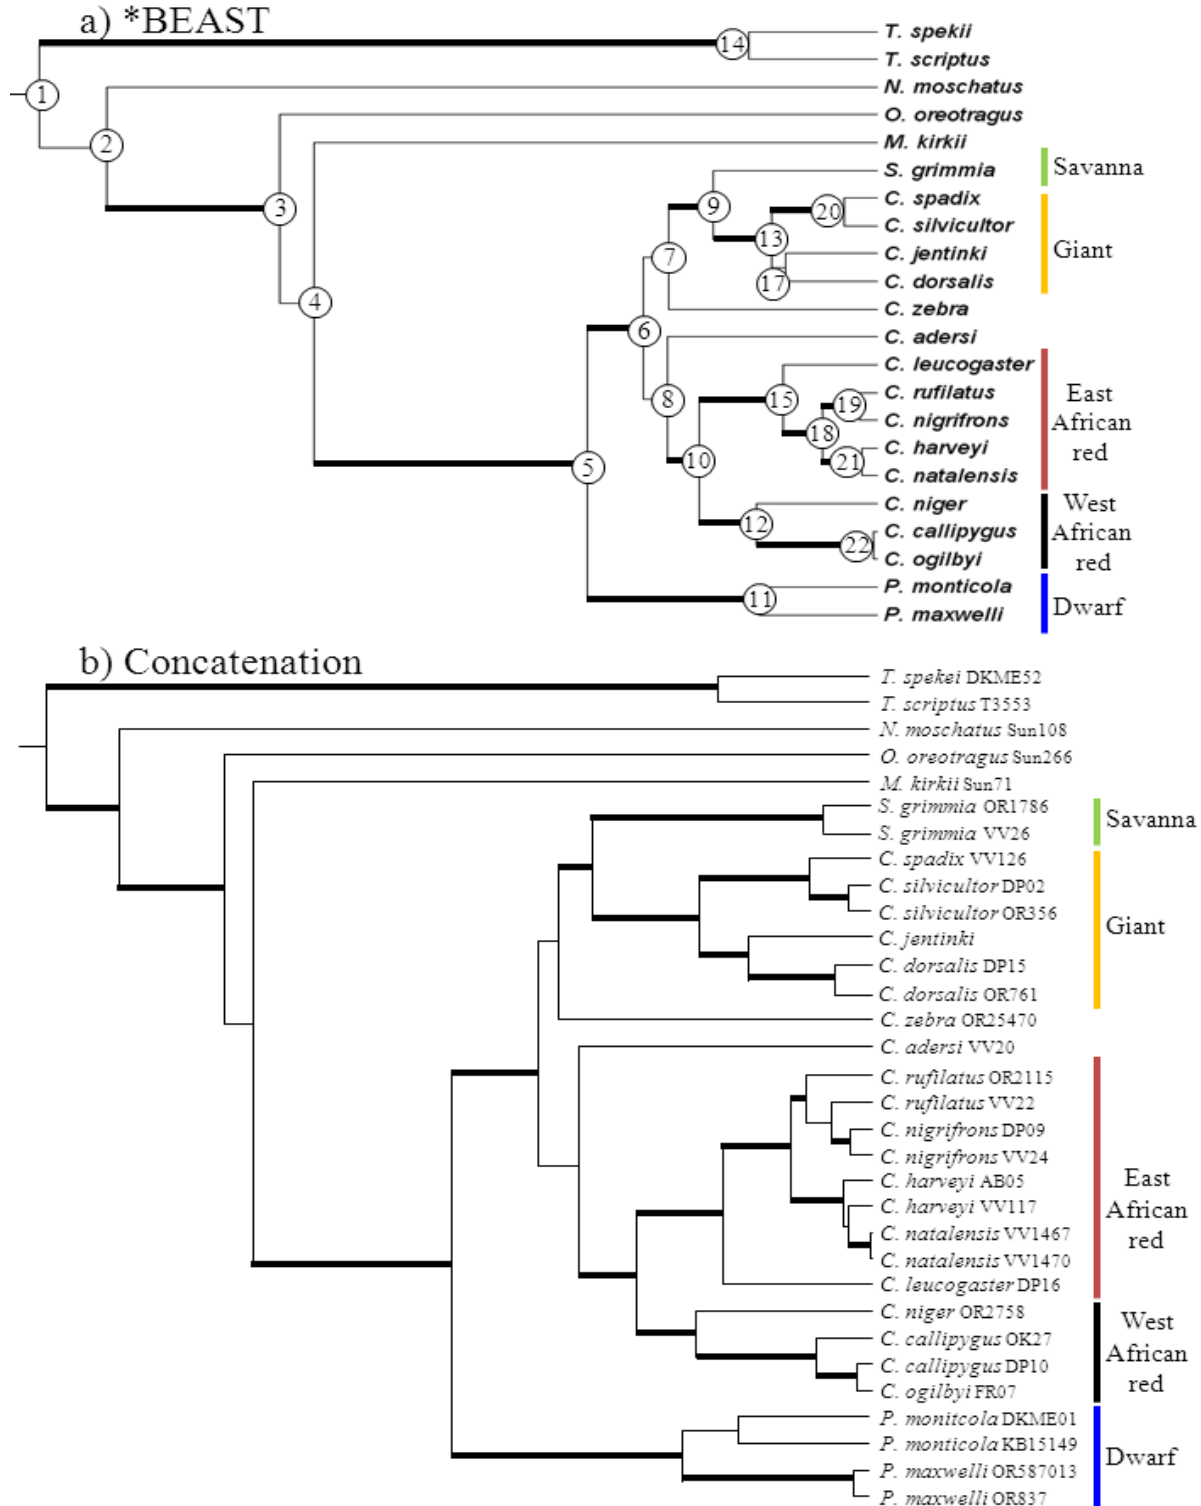 a) *BEAST
T. spekii
14
T. scriptus
N. moschatus
1
O. oreotragus
2
M. kirkii
S. grimmia
Savanna
C. spadix
9
20
3
C. silvicultor
13
Giant
C. jentinki
7
C. dorsalis
17
4
C. zebra
6
C. adersi
C. leucogaster
8
15
C. rufilatus
19
East
African
red
C. nigrifrons
18
C. harveyi
10
21
5
C. natalensis
C. niger
West
African
red
12
C. callipygus
22
C. ogilbyi
P. monticola
11
Dwarf
P. maxwelli
b) Concatenation
T. spekei DKME52
T. scriptus T3553
N. moschatus Sun108
O. oreotragus Sun266
M. kirkii Sun71
S. grimmia OR1786
Savanna
S. grimmia VV26
C. spadix VV126
C. silvicultor DP02
C. silvicultor OR356
Giant
C. jentinki
C. dorsalis DP15
C. dorsalis OR761
C. zebra OR25470
C. adersi VV20
C. rufilatus OR2115
C. rufilatus VV22
C. nigrifrons DP09
C. nigrifrons VV24
C. harveyi AB05
East
African
red
C. harveyi VV117
C. natalensis VV1467
C. natalensis VV1470
C. leucogaster DP16
C. niger OR2758
West
African
red
C. callipygus OK27
C. callipygus DP10
C. ogilbyi FR07
P. monitcola DKME01
P. monticola KB15149
Dwarf
P. maxwelli OR587013
P. maxwelli OR837